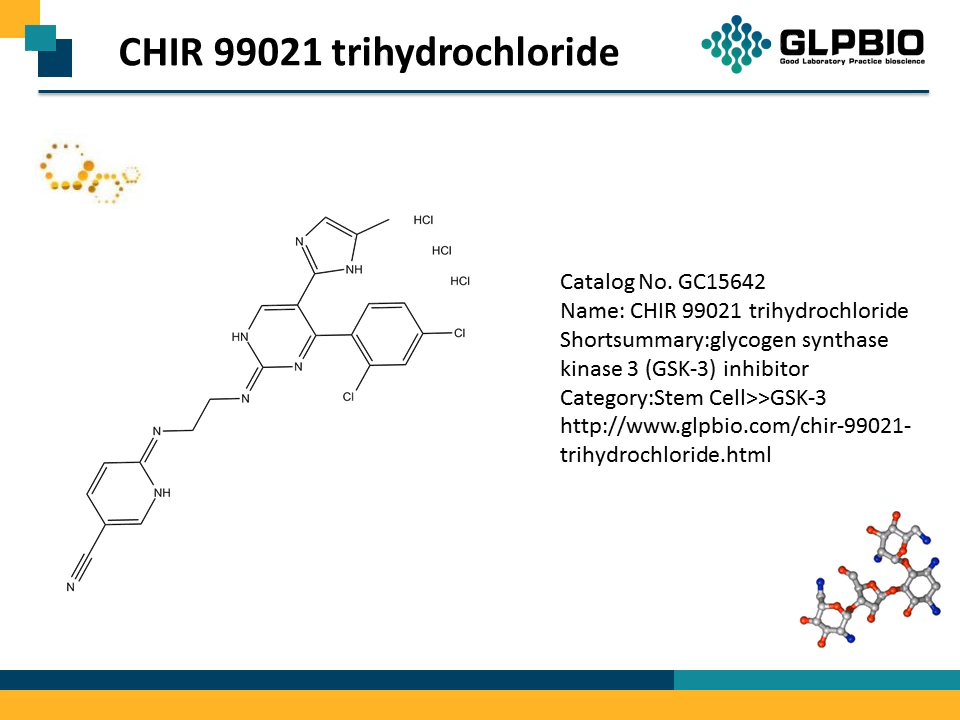 CHIR 99021 trihydrochloride
GLPBIO
Good Laboratory Practice bioscience
HCl
HCl
HCl
N
NH
HN
N
Cl
Cl
N
N
NH
N
Catalog No. GC15642
Name: CHIR 99021 trihydrochloride
Shortsummary:glycogen synthase
kinase 3 (GSK-3) inhibitor
Category:Stem Cell>>GSK-3
http://www.glpbio.com/chir-99021-
trihydrochloride.html